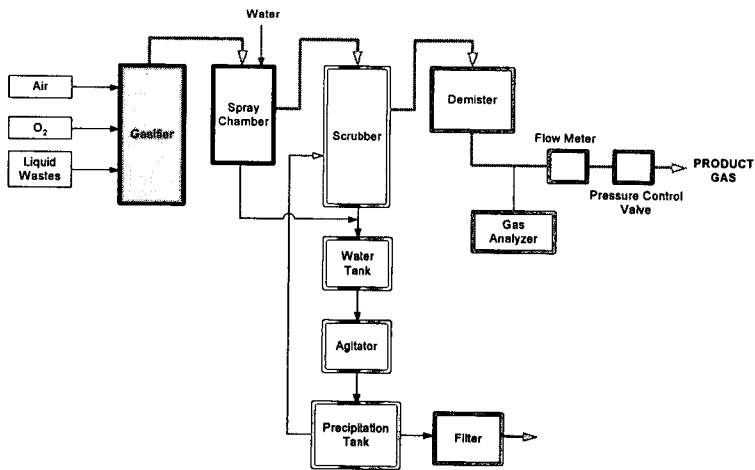 Water
Air
O2
Liquid
Wastes
Gasifier
Spray
Chamber
Scrubber
Demister
Flow Meter
PRODUCT
GAS
Pressure Control
Valve
Gas
Analyzer
Water
Tank
Agitator
Precipitation
Tank
Filter